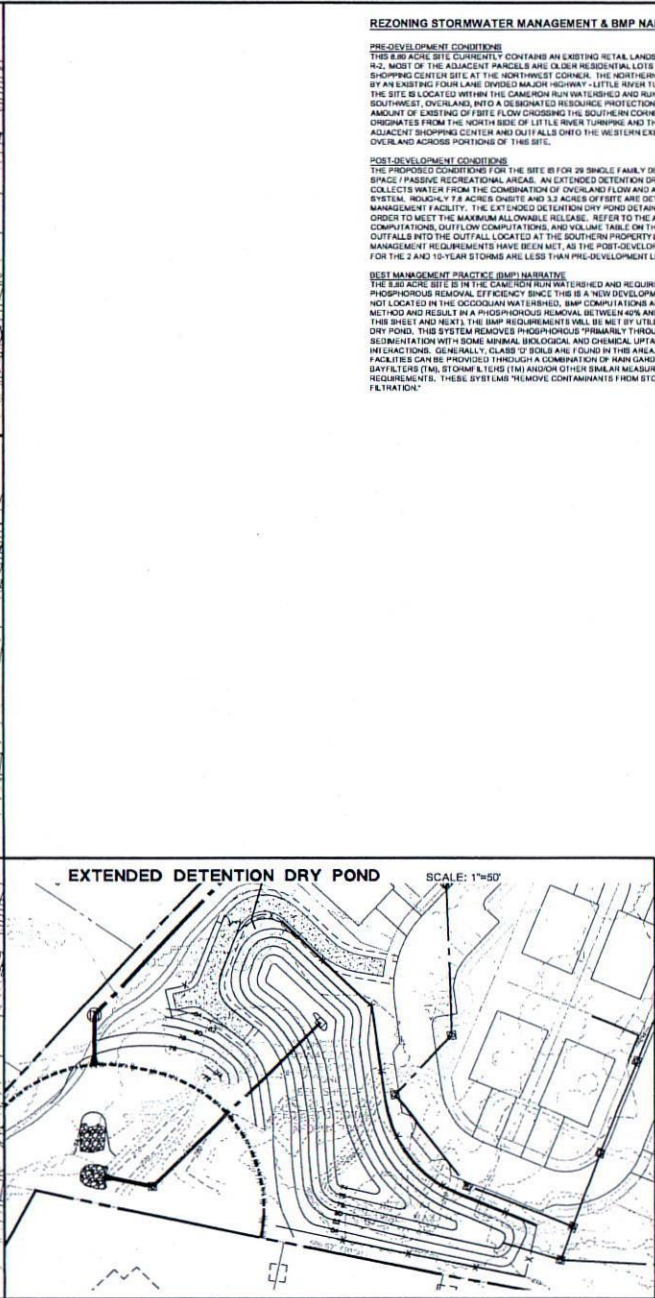 REZONING STORMWATER MANAGEMENT & BMP NA
PRE-DEVELOPMENT CONDITIONS
THIS 8.80 ACRE SITE CURRENTLY CONTAINS AN EXISTING RETAIL LANDS
R-2. MOST OF THE ADJACENT PARCELS ARE OLDER RESIDENTIAL LOTS
SHOPPING CENTER SITE AT THE NORTHWEST CORNER. THE NORTHERN
BY AN EXISTING FOUR LANE DIVIDED MAJOR HIGHWAY - LITTLE RIVER TU
THE SITE IS LOCATED WITHIN THE CAMERON RUN WATERSHED AND RUN
SOUTHWEST, OVERLAND, INTO A DESIGNATED RESOURCE PROTECTION
AMOUNT OF EXISTING OFFSITE FLOW CROSSING THE SOUTHERN CORNE
ORIGINATES FROM THE NORTH SIDE OF LITTLE RIVER TURNPIKE AND TH
ADJACENT SHOPPING CENTER AND OUTFALLS ONTO THE WESTERN EX
OVERLAND ACROSS PORTIONS OF THIS SITE.
POST-DEVELOPMENT CONDITIONS
THE PROPOSED CONDITIONS FOR THE SITE IS FOR 29 SINGLE FAMILY DE
SPACE / PASSIVE RECREATIONAL AREAS. AN EXTENDED DETENTION DR
COLLECTS WATER FROM THE COMBINATION OF OVERLAND FLOW AND A
SYSTEM. ROUGHLY 7.8 ACRES ONSITE AND 3.2 ACRES OFFSITE ARE DET
MANAGEMENT FACILITY. THE EXTENDED DETENTION DRY POND DETAIN
ORDER TO MEET THE MAXIMUM ALLOWABLE RELEASE. REFER TO THE A
COMPUTATIONS, OUTFLOW COMPUTATIONS, AND VOLUME TABLE ON TH
OUTFALLS INTO THE OUTFALL LOCATED AT THE SOUTHERN PROPERTY
MANAGEMENT REQUIREMENTS HAVE BEEN MET, AS THE POST-DEVELOP
FOR THE 2 AND 10-YEAR STORMS ARE LESS THAN PRE-DEVELOPMENT L
BEST MANAGEMENT PRACTICE (BMP) NARRATIVE
THE 8.80 ACRE SITE IS IN THE CAMERON RUN WATERSHED AND REQUIR
PHOSPHOROUS REMOVAL EFFICIENCY SINCE THIS IS A 'NEW DEVELOPM
NOT LOCATED IN THE OCCOQUAN WATERSHED, BMP COMPUTATIONS A
METHOD AND RESULT IN A PHOSPHOROUS REMOVAL BETWEEN 40% AN
THIS SHEET AND NEXT). THE BMP REQUIREMENTS WILL BE MET BY UTIL
DRY POND. THIS SYSTEM REMOVES PHOSPHOROUS "PRIMARILY THROU
SEDIMENTATION WITH SOME MINIMAL BIOLOGICAL AND CHEMICAL UPTA
INTERACTIONS. GENERALLY, CLASS 'D' SOILS ARE FOUND IN THIS AREA
FACILITIES CAN BE PROVIDED THROUGH A COMBINATION OF RAIN GARD
BAYFILTERS (TM), STORMFILTERS (TM) AND/OR OTHER SIMILAR MEASUR
REQUIREMENTS. THESE SYSTEMS "REMOVE CONTAMINANTS FROM STO
FILTRATION."
EXTENDED DETENTION DRY POND
SCALE: 1"=50'